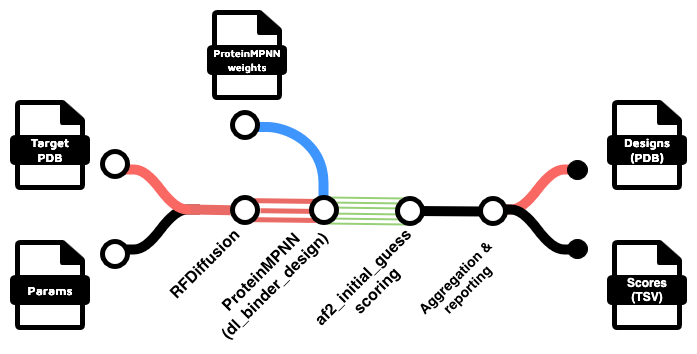 ProteinMPNN
weights
Target
PDB
Designs
(PDB)
RFDiffusion
ProteinMPNN
(dl_binder_design)
af2_initial_guess
scoring
Aggregation &
reporting
Params
Scores
(TSV)